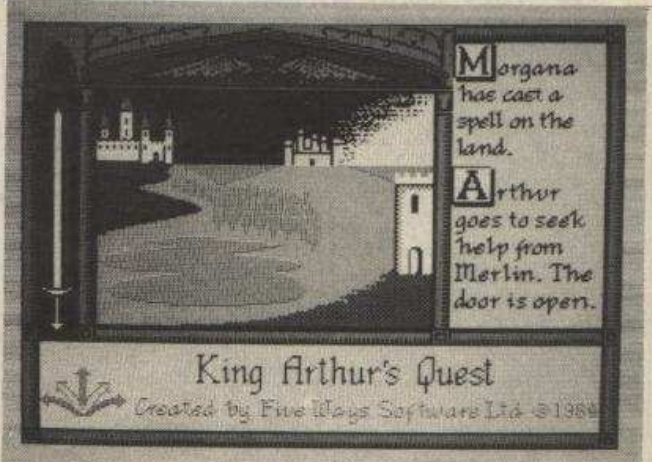 Morgana
has cast a
spell on the
land.
Arthur
goes to seek
help from
Merlin. The
door is open.
King Arthur's Quest
Created by Five Ways Software Ltd ©1989